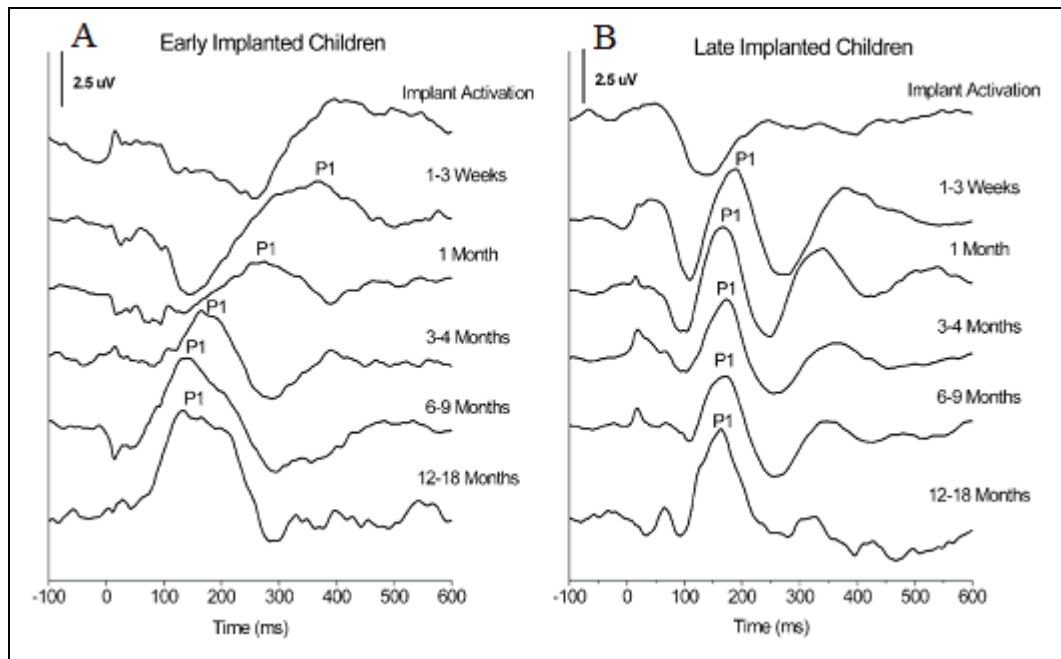 A
Early Implanted Children
2.5 uV
Implant Activation
P1
1-3 Weeks
P1
1 Month
P1
3-4 Months
P1
6-9 Months
P1
12-18 Months
-100 0 100 200 300 400 500 600
Time (ms)
B
Late Implanted Children
2.5 uV
Implant Activation
P1
1-3 Weeks
P1
1 Month
P1
3-4 Months
P1
6-9 Months
P1
12-18 Months
-100 0 100 200 300 400 500 600
Time (ms)